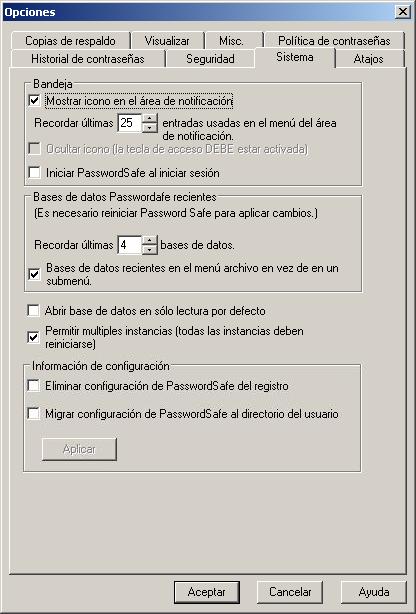 Opciones
Copias de respaldo
Visualizar
Misc.
Política de contraseñas
Historial de contraseñas
Seguridad
Sistema
Atajos
Bandeja
Mostrar icono en el área de notificación
Recordar últimas 25 entradas usadas en el menú del área
de notificación.
Ocultar icono (la tecla de acceso DEBE estar activada)
Iniciar PasswordSafe al iniciar sesión
Bases de datos Passwordafe recientes
(Es necesario reiniciar Password Safe para aplicar cambios.)
Recordar últimas 4 bases de datos.
Bases de datos recientes en el menú archivo en vez de en un
submenú.
Abrir base de datos en sólo lectura por defecto
Permitir multiples instancias (todas las instancias deben
reiniciarse)
Información de configuración
Eliminar configuración de PasswordSafe del registro
Migrar configuración de PasswordSafe al directorio del usuario
Aplicar
Aceptar
Cancelar
Ayuda